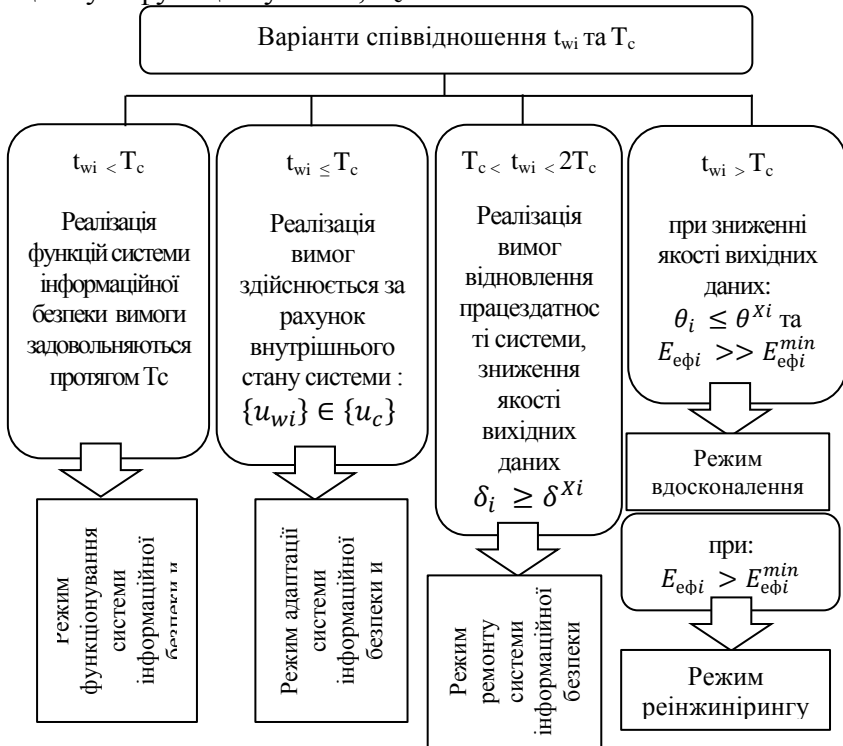 Варіанти співвідношення t_wi та T_c
t_wi < T_c
Реалізація
функцій системи
інформаційної
безпеки вимоги
задовольняються
протягом Тс
Режим
функціонування
системи
інформаційної
безпеки и
t_wi ≤ T_c
Реалізація
вимог
здійснюється за
рахунок
внутрішнього
стану системи :
{u_wi} ∈ {u_c}
Режим адаптації
системи
інформаційної
безпеки и
T_c < t_wi < 2T_c
Реалізація
вимог
відновлення
працездатнос
ті системи,
зниження
якості
вихідних
даних
δ_i ≥ δ^Xi
Режим
ремонту
системи
інформаційної
безпеки
t_wi > T_c
при зниженні
якості вихідних
даних:
θ_i ≤ θ^Xi та
E_ефi >> E_ефi^min
Режим
вдосконалення
при:
E_ефi > E_ефi^min
Режим
реінжинірингу